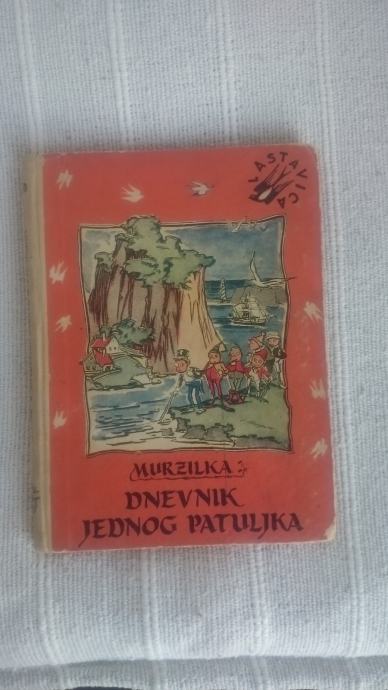 LASTAVICA
MURZILKA:
DNEVNIK
JEDNOG PATULJKA